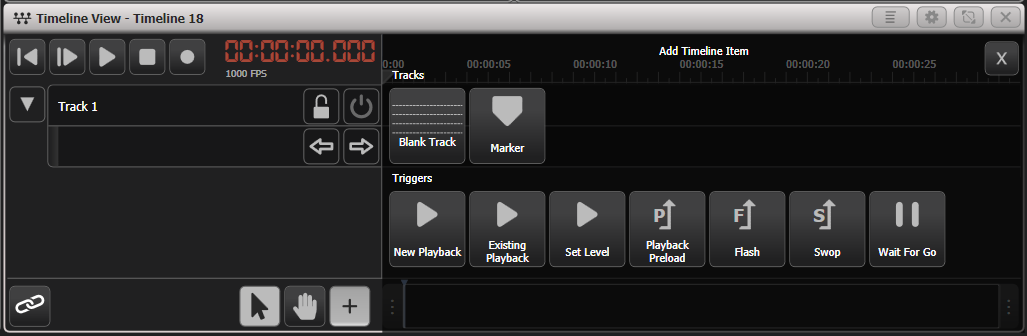 Timeline View - Timeline 18
00:00:00.000
1000 FPS
Add Timeline Item
X
0:00 00:00:05 00:00:10 00:00:15 00:00:20 00:00:25
Tracks
Track 1
Blank Track
Marker
Triggers
P
F
S
New Playback
Existing
Playback
Set Level
Playback
Preload
Flash
Swop
Wait For Go